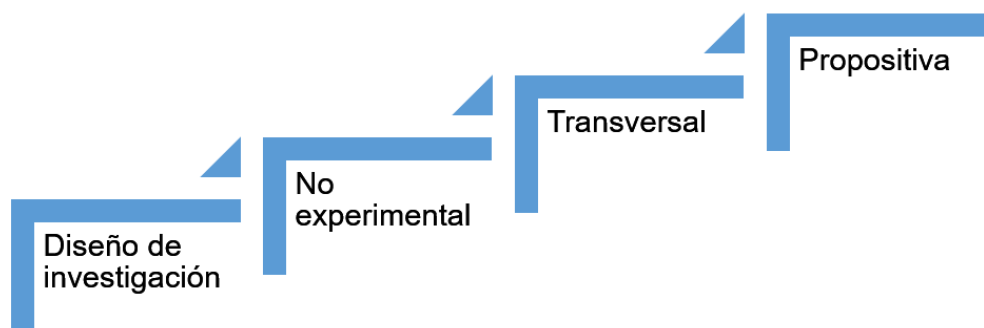 Diseño de
investigación
No
experimental
Transversal
Propositiva